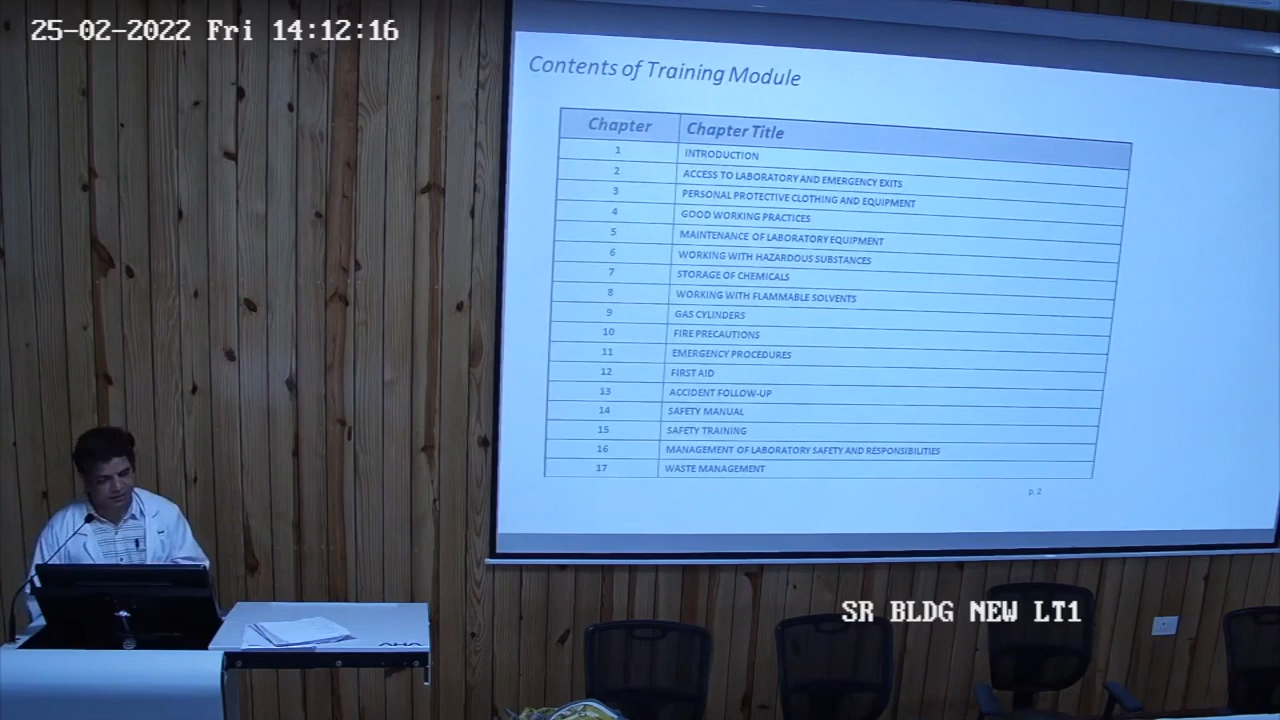 25-02-2022 Fri 14:12:16
Contents of Training Module
Chapter Chapter Title
1 INTRODUCTION
2 ACCESS TO LABORATORY AND EMERGENCY EXITS
3 PERSONAL PROTECTIVE CLOTHING AND EQUIPMENT
4 GOOD WORKING PRACTICES
5 MAINTENANCE OF LABORATORY EQUIPMENT
6 WORKING WITH HAZARDOUS SUBSTANCES
7 STORAGE OF CHEMICALS
8 WORKING WITH FLAMMABLE SOLVENTS
9 GAS CYLINDERS
10 FIRE PRECAUTIONS
11 EMERGENCY PROCEDURES
12 FIRST AID
13 ACCIDENT FOLLOW-UP
14 SAFETY MANUAL
15 SAFETY TRAINING
16 MANAGEMENT OF LABORATORY SAFETY AND RESPONSIBILITIES
17 WASTE MANAGEMENT
p. 2
SR BLDG NEW LT1